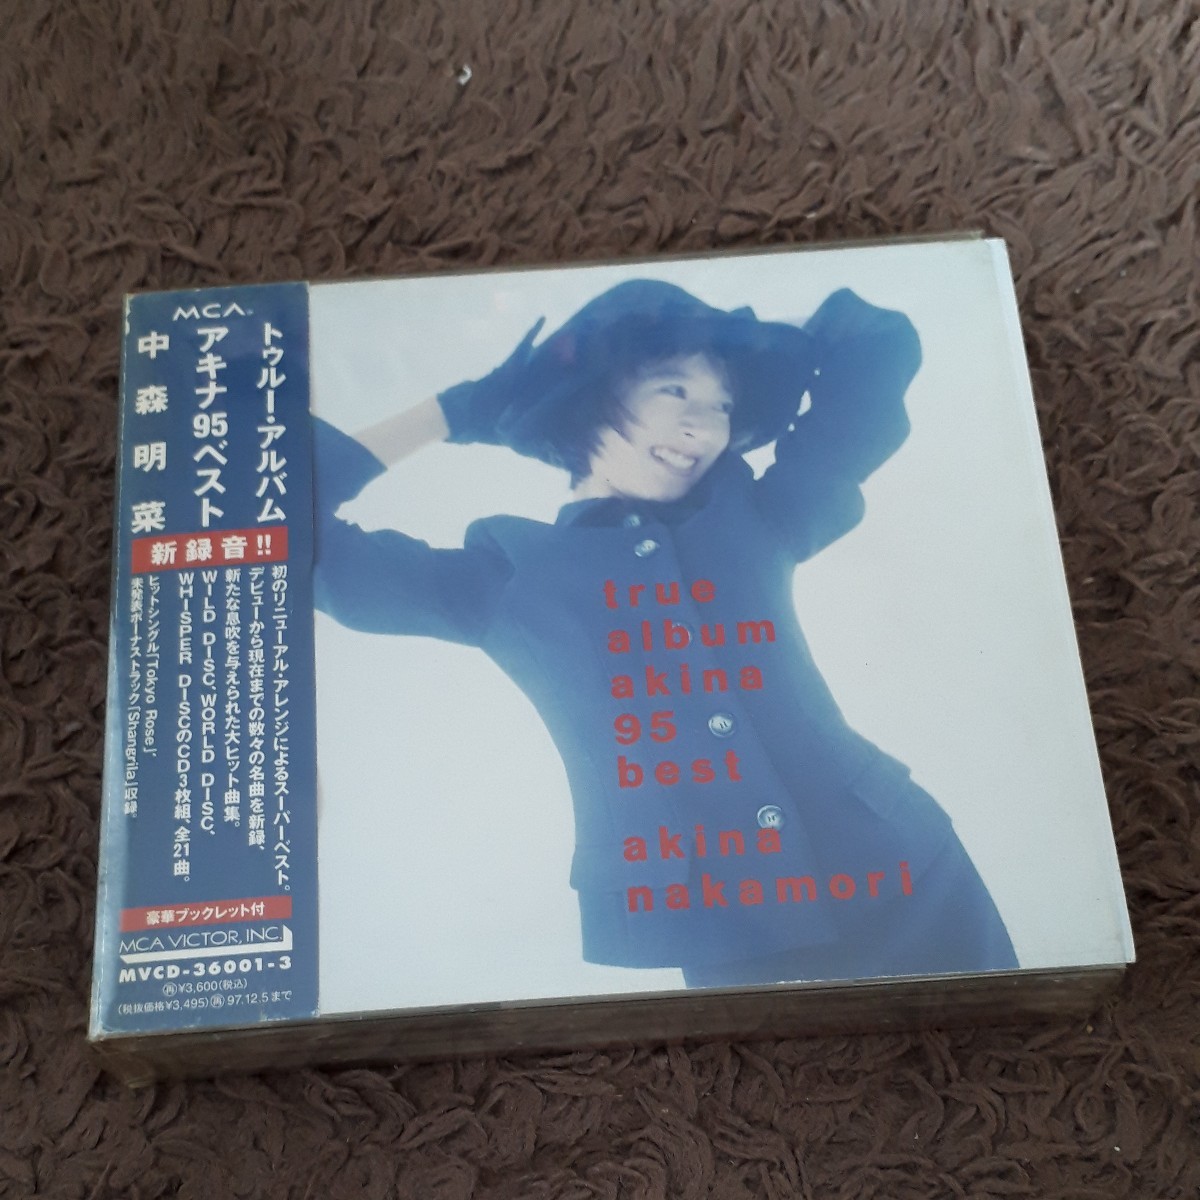 MCA
トゥルー・アルバム
アキナ95ベスト
中森明菜
新録音!!
初のリニューアル・アレンジによるスーパーベスト。
デビューから現在までの数々の名曲を新録、
新たな息吹を与えられた大ヒット曲集。
WILD DISC、WORLD DISC、
WHISPER DISCのCD3枚組、全21曲。
ヒットシングル「Tokyo Rose」、
未発表ボーナストラック「Shangrila」収録。
豪華ブックレット付
MCA VICTOR, INC.
MVCD-36001-3
再¥3,600(税込)
(税抜価格¥3,495)再97.12.5まで
true
album
akina
95
best
akina
nakamori